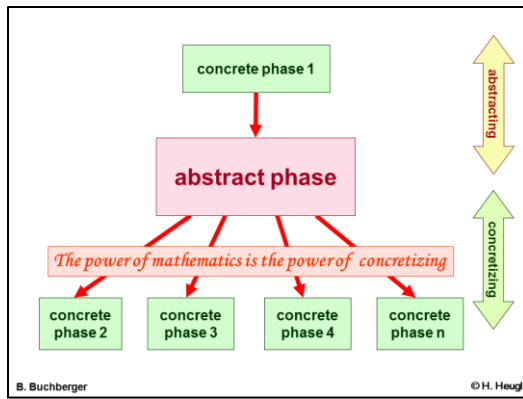 concrete phase 1
abstracting
abstract phase
The power of mathematics is the power of concretizing
concretizing
concrete
phase 2
concrete
phase 3
concrete
phase 4
concrete
phase n
B. Buchberger
© H. Heugl